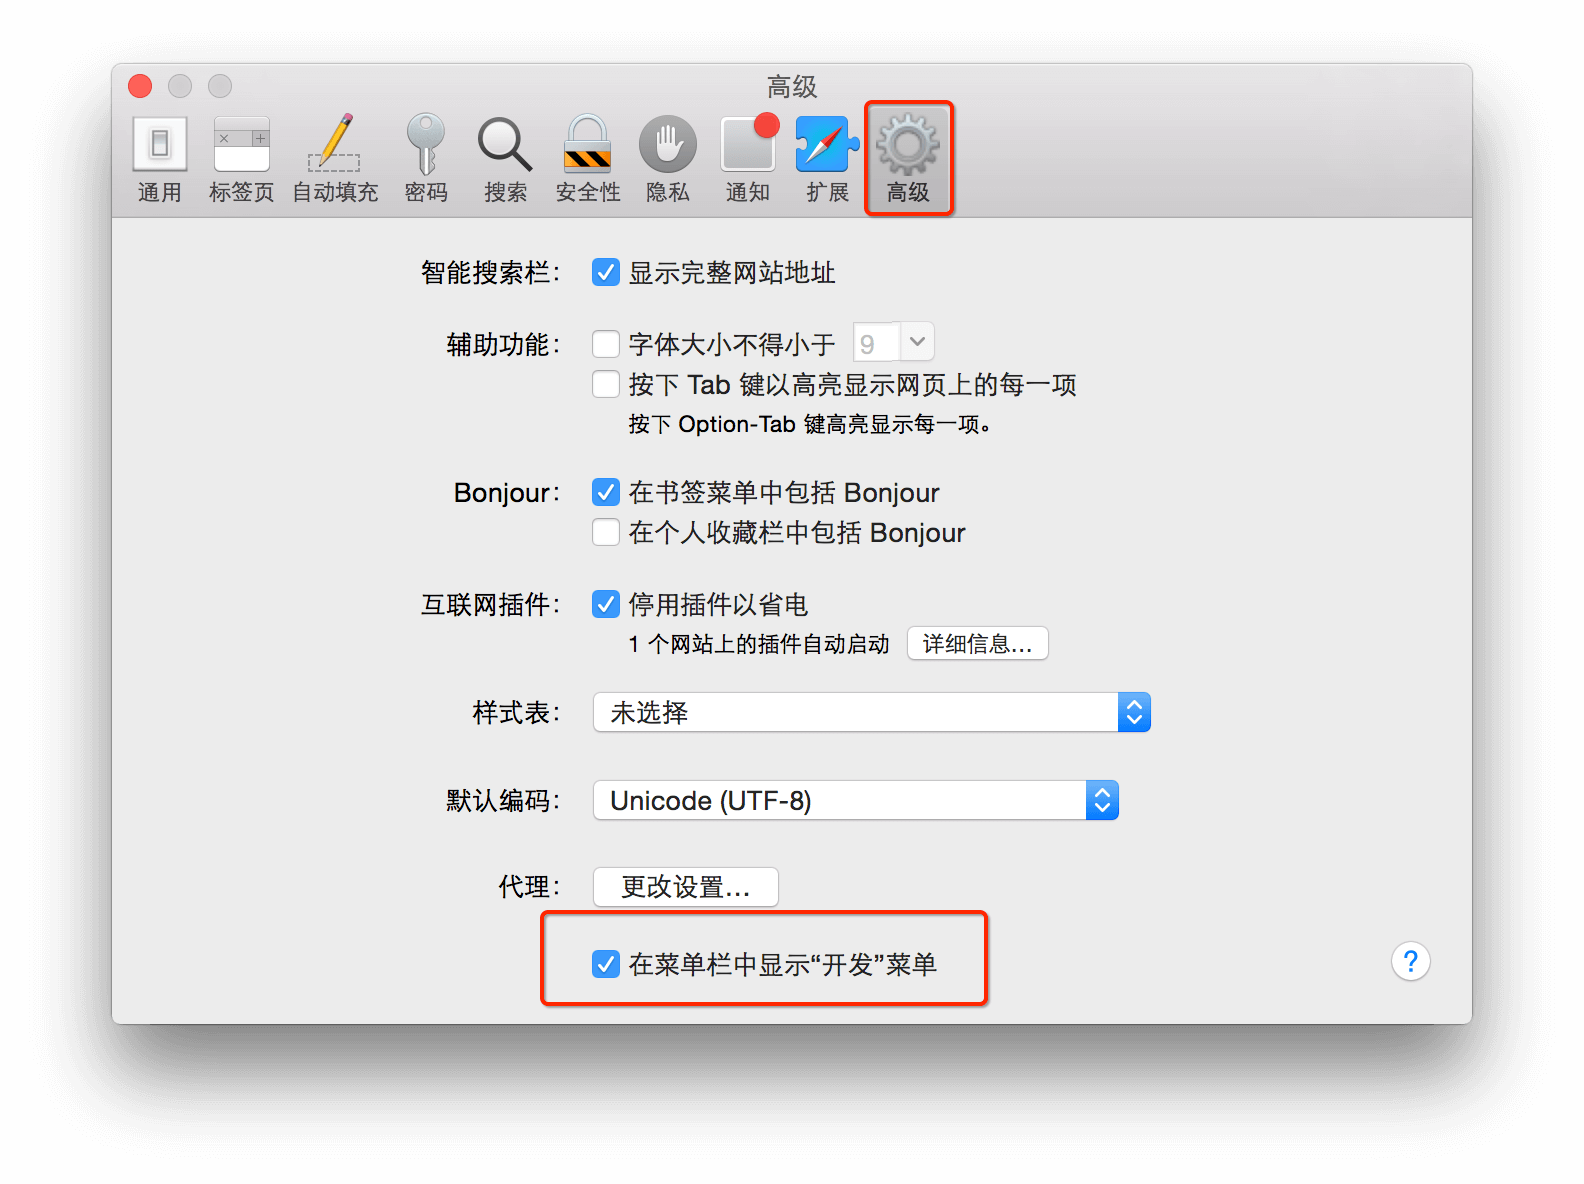 高级
通用 标签页 自动填充 密码 搜索 安全性 隐私 通知 扩展 高级
智能搜索栏： 显示完整网站地址
辅助功能： 字体大小不得小于 9
按下 Tab 键以高亮显示网页上的每一项
按下 Option-Tab 键高亮显示每一项。
Bonjour： 在书签菜单中包括 Bonjour
在个人收藏栏中包括 Bonjour
互联网插件： 停用插件以省电
1 个网站上的插件自动启动 详细信息...
样式表： 未选择
默认编码： Unicode (UTF-8)
代理： 更改设置...
在菜单栏中显示“开发”菜单
?